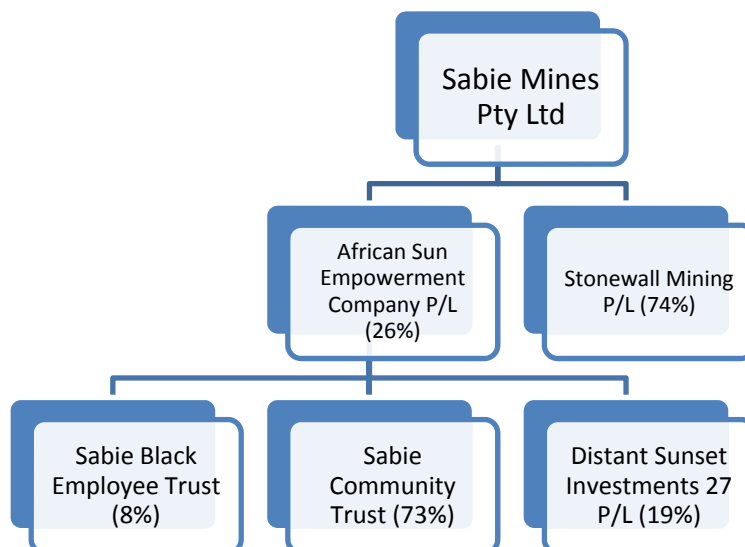 Sabie Mines
Pty Ltd
African Sun
Empowerment
Company P/L
(26%)
Stonewall Mining
P/L (74%)
Sabie Black
Employee Trust
(8%)
Sabie
Community
Trust (73%)
Distant Sunset
Investments 27
P/L (19%)